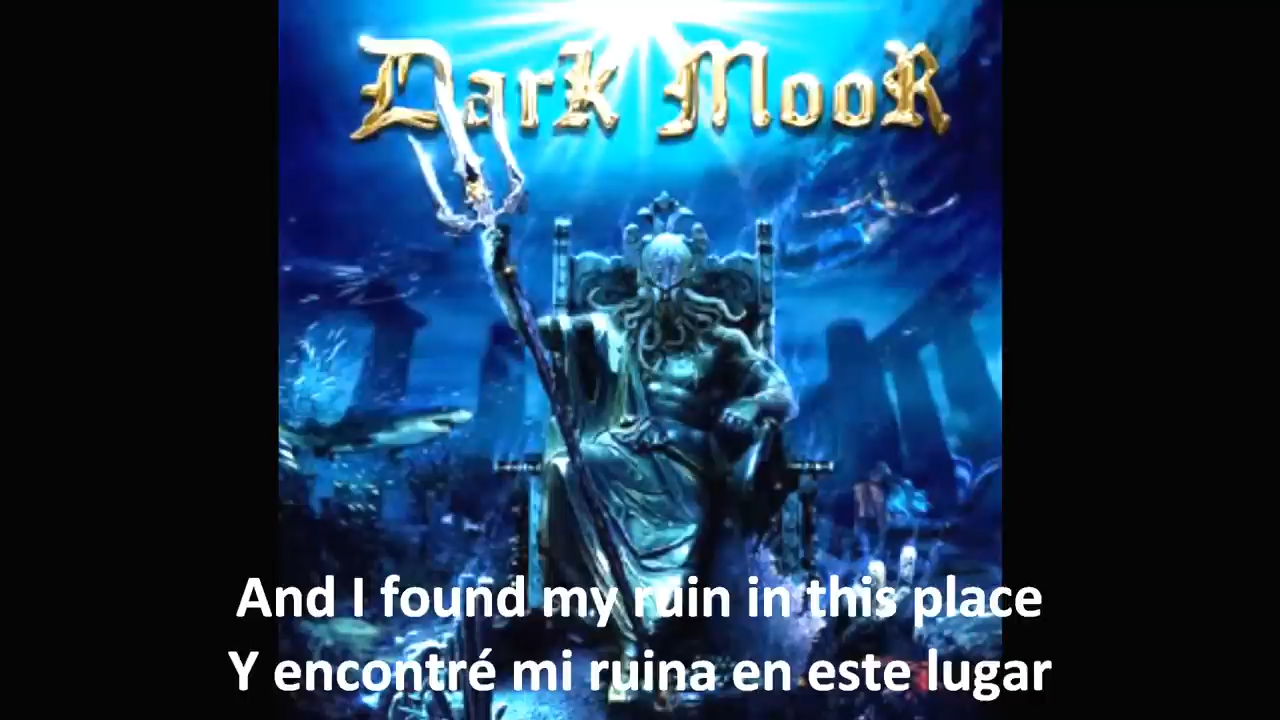 Dark Moor
And I found my ruin in this place
Y encontré mi ruina en este lugar